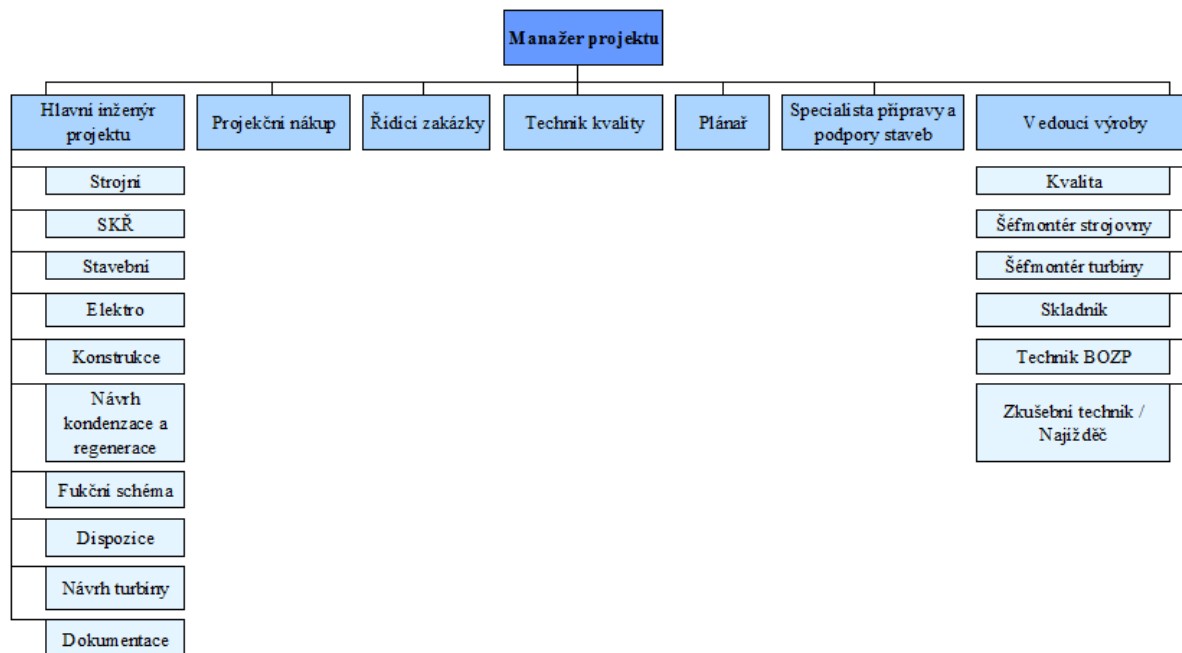 Manažer projektu
Hlavní inženýr
projektu
Projekční nákup
Řídící zakázky
Technik kvality
Plánař
Specialista přípravy a
podpory staveb
Vedoucí výroby
Strojní
SKŘ
Stavební
Elektro
Konstrukce
Návrh
kondenzace a
regenerace
Fukční schéma
Dispozice
Návrh turbíny
Dokumentace
Kvalita
Šéfmontér strojovny
Šéfmontér turbíny
Skladník
Technik BOZP
Zkušební technik /
Najížděč